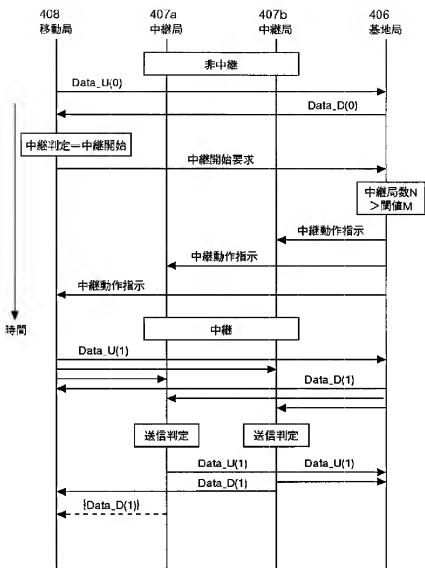 408 407a 407b 406
移動局 中継局 中継局 基地局
非中継
Data_U(0)
Data_D(0)
中継判定=中継開始
中継開始要求
中継局数N
>閾値M
中継動作指示
中継動作指示
中継動作指示
時間
中継
Data_U(1)
Data_D(1)
送信判定 送信判定
Data_U(1) Data_U(1)
Data_D(1)
{Data_D(1)}